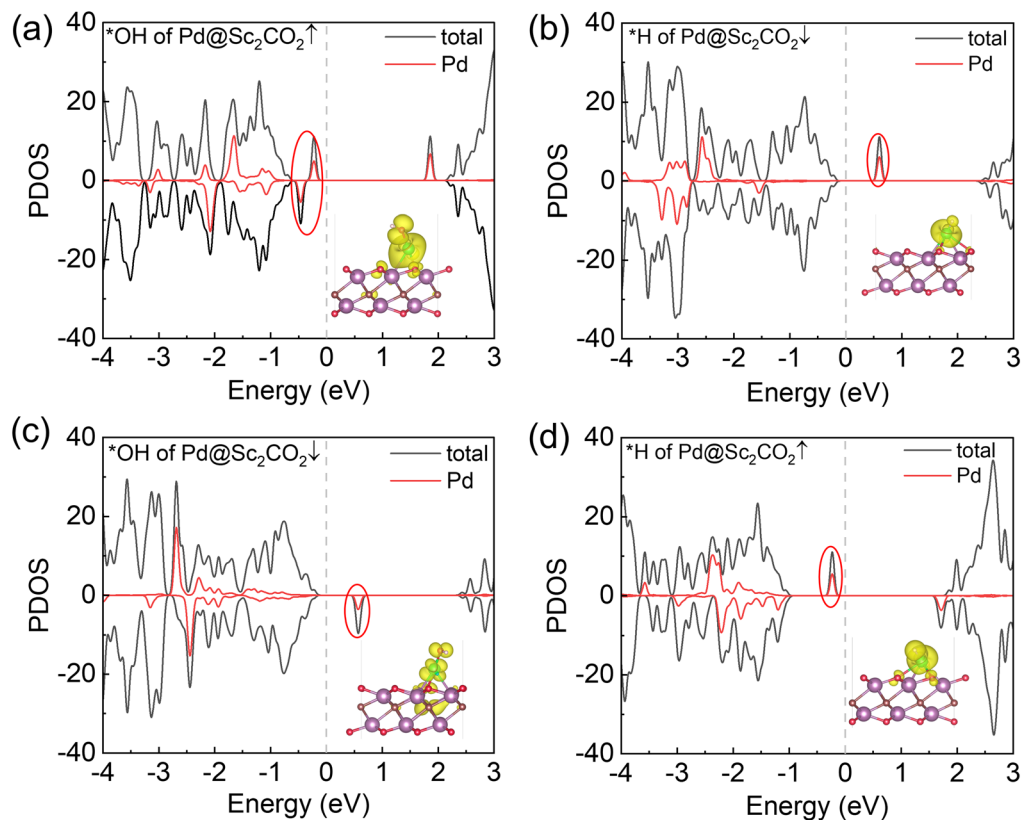 (a)
*OH of Pd@Sc₂CO₂↑
total
Pd
PDOS
40
20
0
-20
-40
-4 -3 -2 -1 0 1 2 3
Energy (eV)
(b)
*H of Pd@Sc₂CO₂↓
total
Pd
PDOS
40
20
0
-20
-40
-4 -3 -2 -1 0 1 2 3
Energy (eV)
(c)
*OH of Pd@Sc₂CO₂↓
total
Pd
PDOS
40
20
0
-20
-40
-4 -3 -2 -1 0 1 2 3
Energy (eV)
(d)
*H of Pd@Sc₂CO₂↑
total
Pd
PDOS
40
20
0
-20
-40
-4 -3 -2 -1 0 1 2 3
Energy (eV)